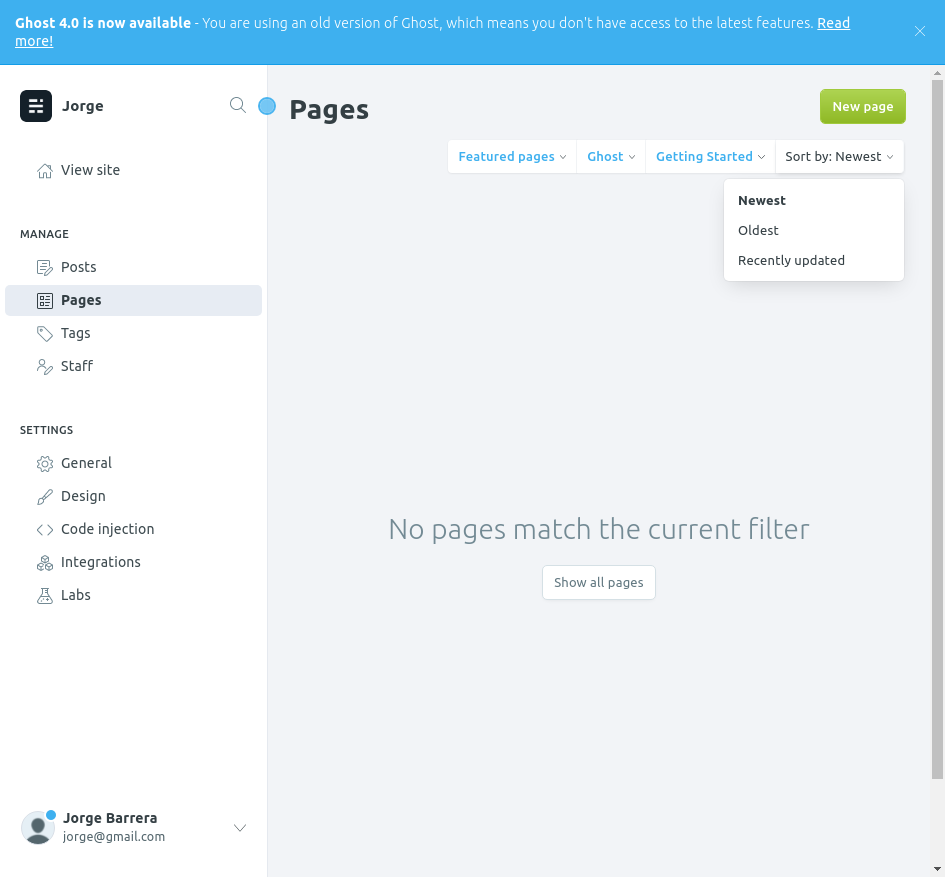 Ghost 4.0 is now available - You are using an old version of Ghost, which means you don't have access to the latest features. Read
more!
Jorge
View site
MANAGE
Posts
Pages
Tags
Staff
SETTINGS
General
Design
Code injection
Integrations
Labs
Jorge Barrera
jorge@gmail.com
Pages
New page
Featured pages
Ghost
Getting Started
Sort by: Newest
Newest
Oldest
Recently updated
No pages match the current filter
Show all pages